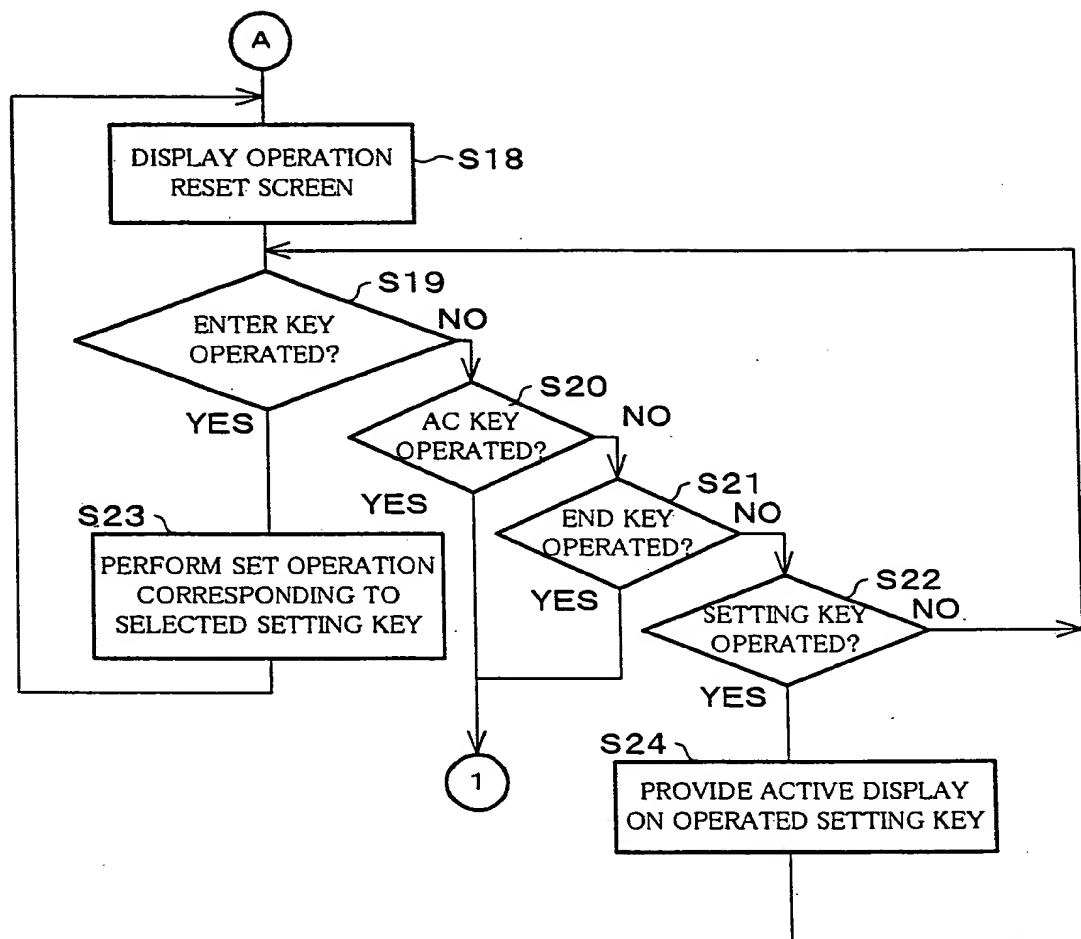 A
DISPLAY OPERATION
RESET SCREEN
S18
S19
ENTER KEY
OPERATED?
NO
YES
S20
AC KEY
OPERATED?
NO
YES
S21
END KEY
OPERATED?
NO
YES
S22
SETTING KEY
OPERATED?
NO
YES
S23
PERFORM SET OPERATION
CORRESPONDING TO
SELECTED SETTING KEY
1
S24
PROVIDE ACTIVE DISPLAY
ON OPERATED SETTING KEY